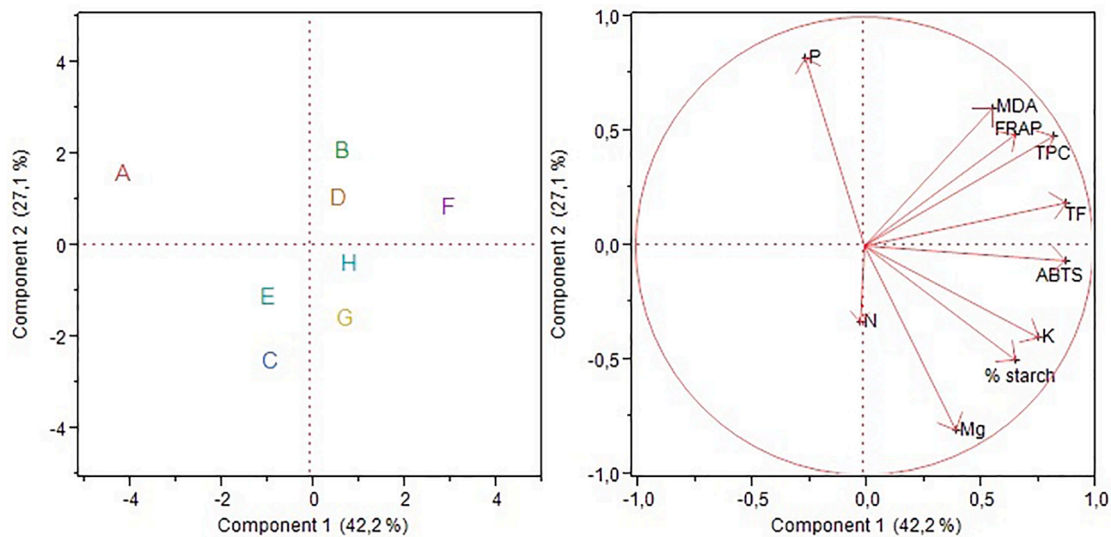 4
2
0
-2
-4
Component 2 (27,1 %)
A
B
D
F
H
E
G
C
-4
-2
0
2
4
Component 1 (42,2 %)
1,0
0,5
0,0
-0,5
-1,0
Component 2 (27,1 %)
P
MDA
FRAP
TPC
TF
ABTS
N
K
% starch
Mg
-1,0
-0,5
0,0
0,5
1,0
Component 1 (42,2 %)